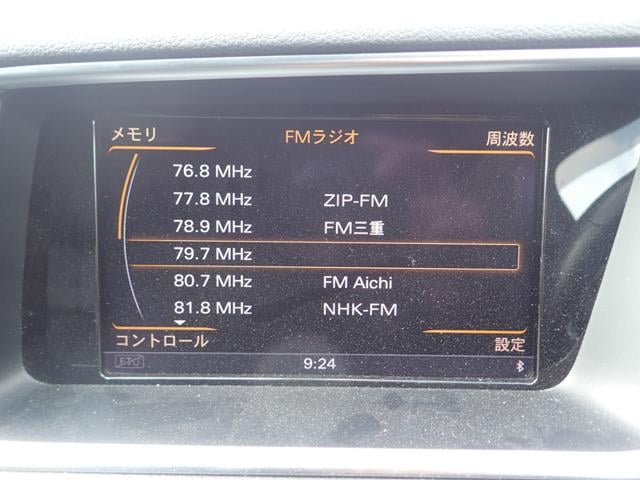 メモリ FMラジオ 周波数
76.8 MHz
77.8 MHz ZIP-FM
78.9 MHz FM三重
79.7 MHz
80.7 MHz FM Aichi
81.8 MHz NHK-FM
コントロール 設定
ETC 9:24